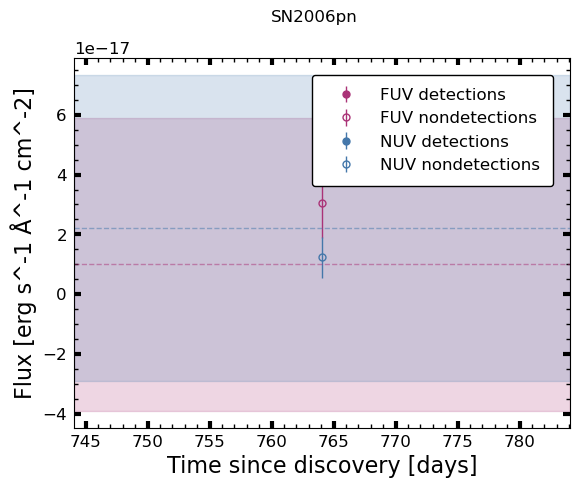 SN2006pn
1e−17
FUV detections
FUV nondetections
NUV detections
NUV nondetections
6
4
2
0
−2
−4
Flux [erg s^-1 Å^-1 cm^-2]
745 750 755 760 765 770 775 780
Time since discovery [days]